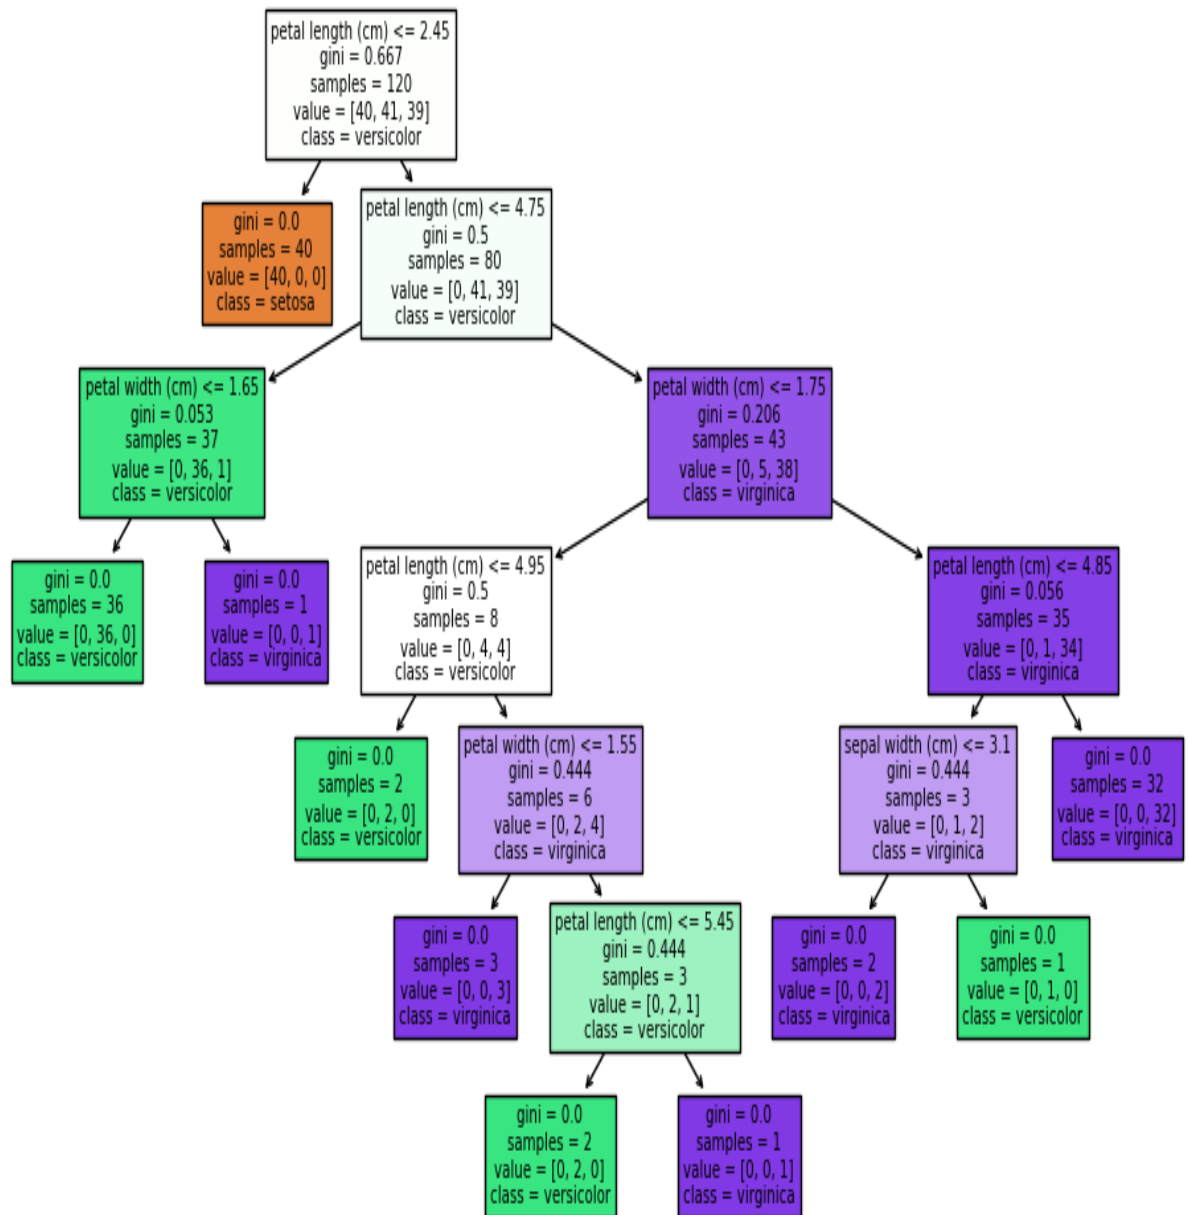 petal length (cm) <= 2.45
gini = 0.667
samples = 120
value = [40, 41, 39]
class = versicolor
gini = 0.0
samples = 40
value = [40, 0, 0]
class = setosa
petal length (cm) <= 4.75
gini = 0.5
samples = 80
value = [0, 41, 39]
class = versicolor
petal width (cm) <= 1.65
gini = 0.053
samples = 37
value = [0, 36, 1]
class = versicolor
petal width (cm) <= 1.75
gini = 0.206
samples = 43
value = [0, 5, 38]
class = virginica
gini = 0.0
samples = 36
value = [0, 36, 0]
class = versicolor
gini = 0.0
samples = 1
value = [0, 0, 1]
class = virginica
petal length (cm) <= 4.95
gini = 0.5
samples = 8
value = [0, 4, 4]
class = versicolor
petal length (cm) <= 4.85
gini = 0.056
samples = 35
value = [0, 1, 34]
class = virginica
gini = 0.0
samples = 2
value = [0, 2, 0]
class = versicolor
petal width (cm) <= 1.55
gini = 0.444
samples = 6
value = [0, 2, 4]
class = virginica
sepal width (cm) <= 3.1
gini = 0.444
samples = 3
value = [0, 1, 2]
class = virginica
gini = 0.0
samples = 32
value = [0, 0, 32]
class = virginica
gini = 0.0
samples = 3
value = [0, 0, 3]
class = virginica
petal length (cm) <= 5.45
gini = 0.444
samples = 3
value = [0, 2, 1]
class = versicolor
gini = 0.0
samples = 2
value = [0, 0, 2]
class = virginica
gini = 0.0
samples = 1
value = [0, 1, 0]
class = versicolor
gini = 0.0
samples = 2
value = [0, 2, 0]
class = versicolor
gini = 0.0
samples = 1
value = [0, 0, 1]
class = virginica